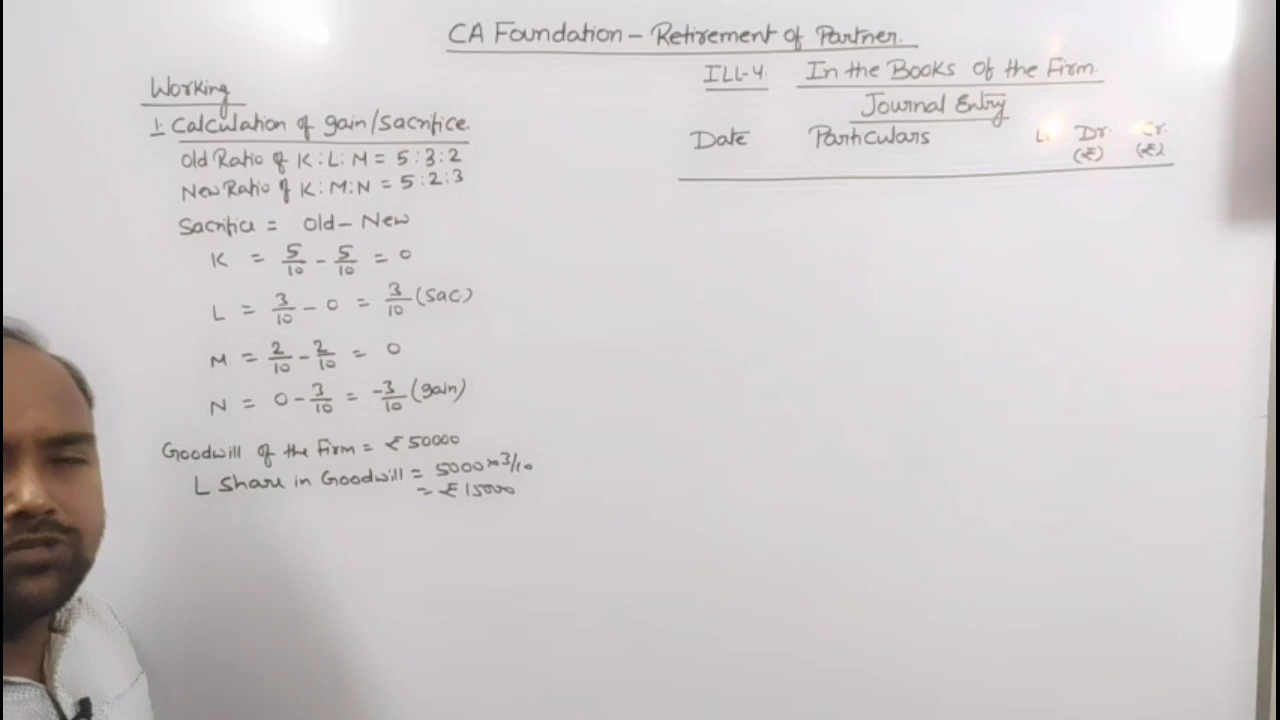 CA Foundation - Retirement of Partner.
Working
1. Calculation of gain/sacrifice.
Old Ratio of K:L:M = 5:3:2
New Ratio of K:M:N = 5:2:3
Sacrifice = Old - New
K = 5/10 - 5/10 = 0
L = 3/10 - 0 = 3/10 (sac)
M = 2/10 - 2/10 = 0
N = 0 - 3/10 = -3/10 (gain)
Goodwill of the Firm = ₹50000
L share in Goodwill = 50000 × 3/10
= ₹15000
ILL-4. In the Books Of the Firm.
Journal Entry
Date Particulars L. Dr. Cr.
(₹) (₹)